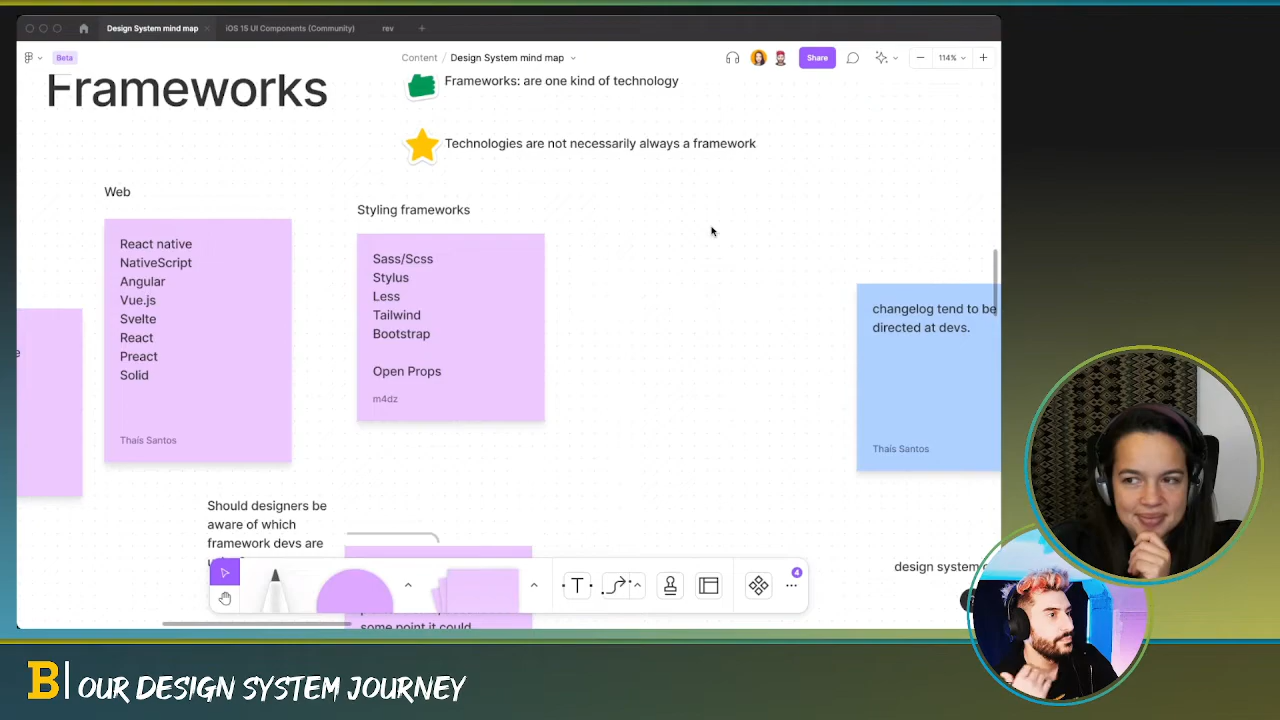 Design System mind map
iOS 15 UI Components (Community)
rev
Beta
Content / Design System mind map
Share
114%
Frameworks
Frameworks: are one kind of technology
Technologies are not necessarily always a framework
Web
React native
NativeScript
Angular
Vue.js
Svelte
React
Preact
Solid
Thaís Santos
Styling frameworks
Sass/Scss
Stylus
Less
Tailwind
Bootstrap
Open Props
m4dz
changelog tend to be
directed at devs.
Thaís Santos
Should designers be
aware of which
framework devs are
design system
some point it could
T
4
B
OUR DESIGN SYSTEM JOURNEY